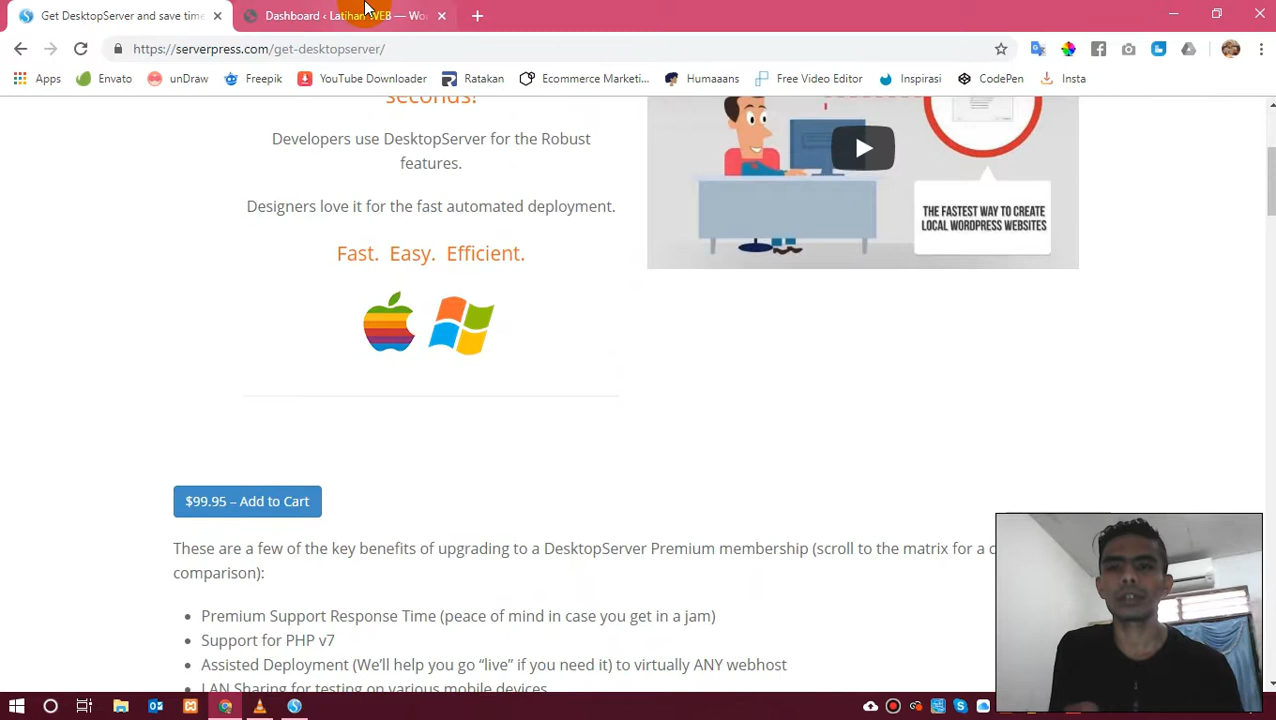 Get DesktopServer and save time
Dashboard ‹ Latihan WEB — Wo
https://serverpress.com/get-desktopserver/
Apps
Envato
unDraw
Freepik
YouTube Downloader
Ratakan
Ecommerce Marketi...
Humaaans
Free Video Editor
Inspirasi
CodePen
Insta
seconds!
Developers use DesktopServer for the Robust
features.
Designers love it for the fast automated deployment.
Fast. Easy. Efficient.
THE FASTEST WAY TO CREATE
LOCAL WORDPRESS WEBSITES
$99.95 – Add to Cart
These are a few of the key benefits of upgrading to a DesktopServer Premium membership (scroll to the matrix for a
comparison):
Premium Support Response Time (peace of mind in case you get in a jam)
Support for PHP v7
Assisted Deployment (We'll help you go “live” if you need it) to virtually ANY webhost
LAN Sharing for testing on various mobile devices